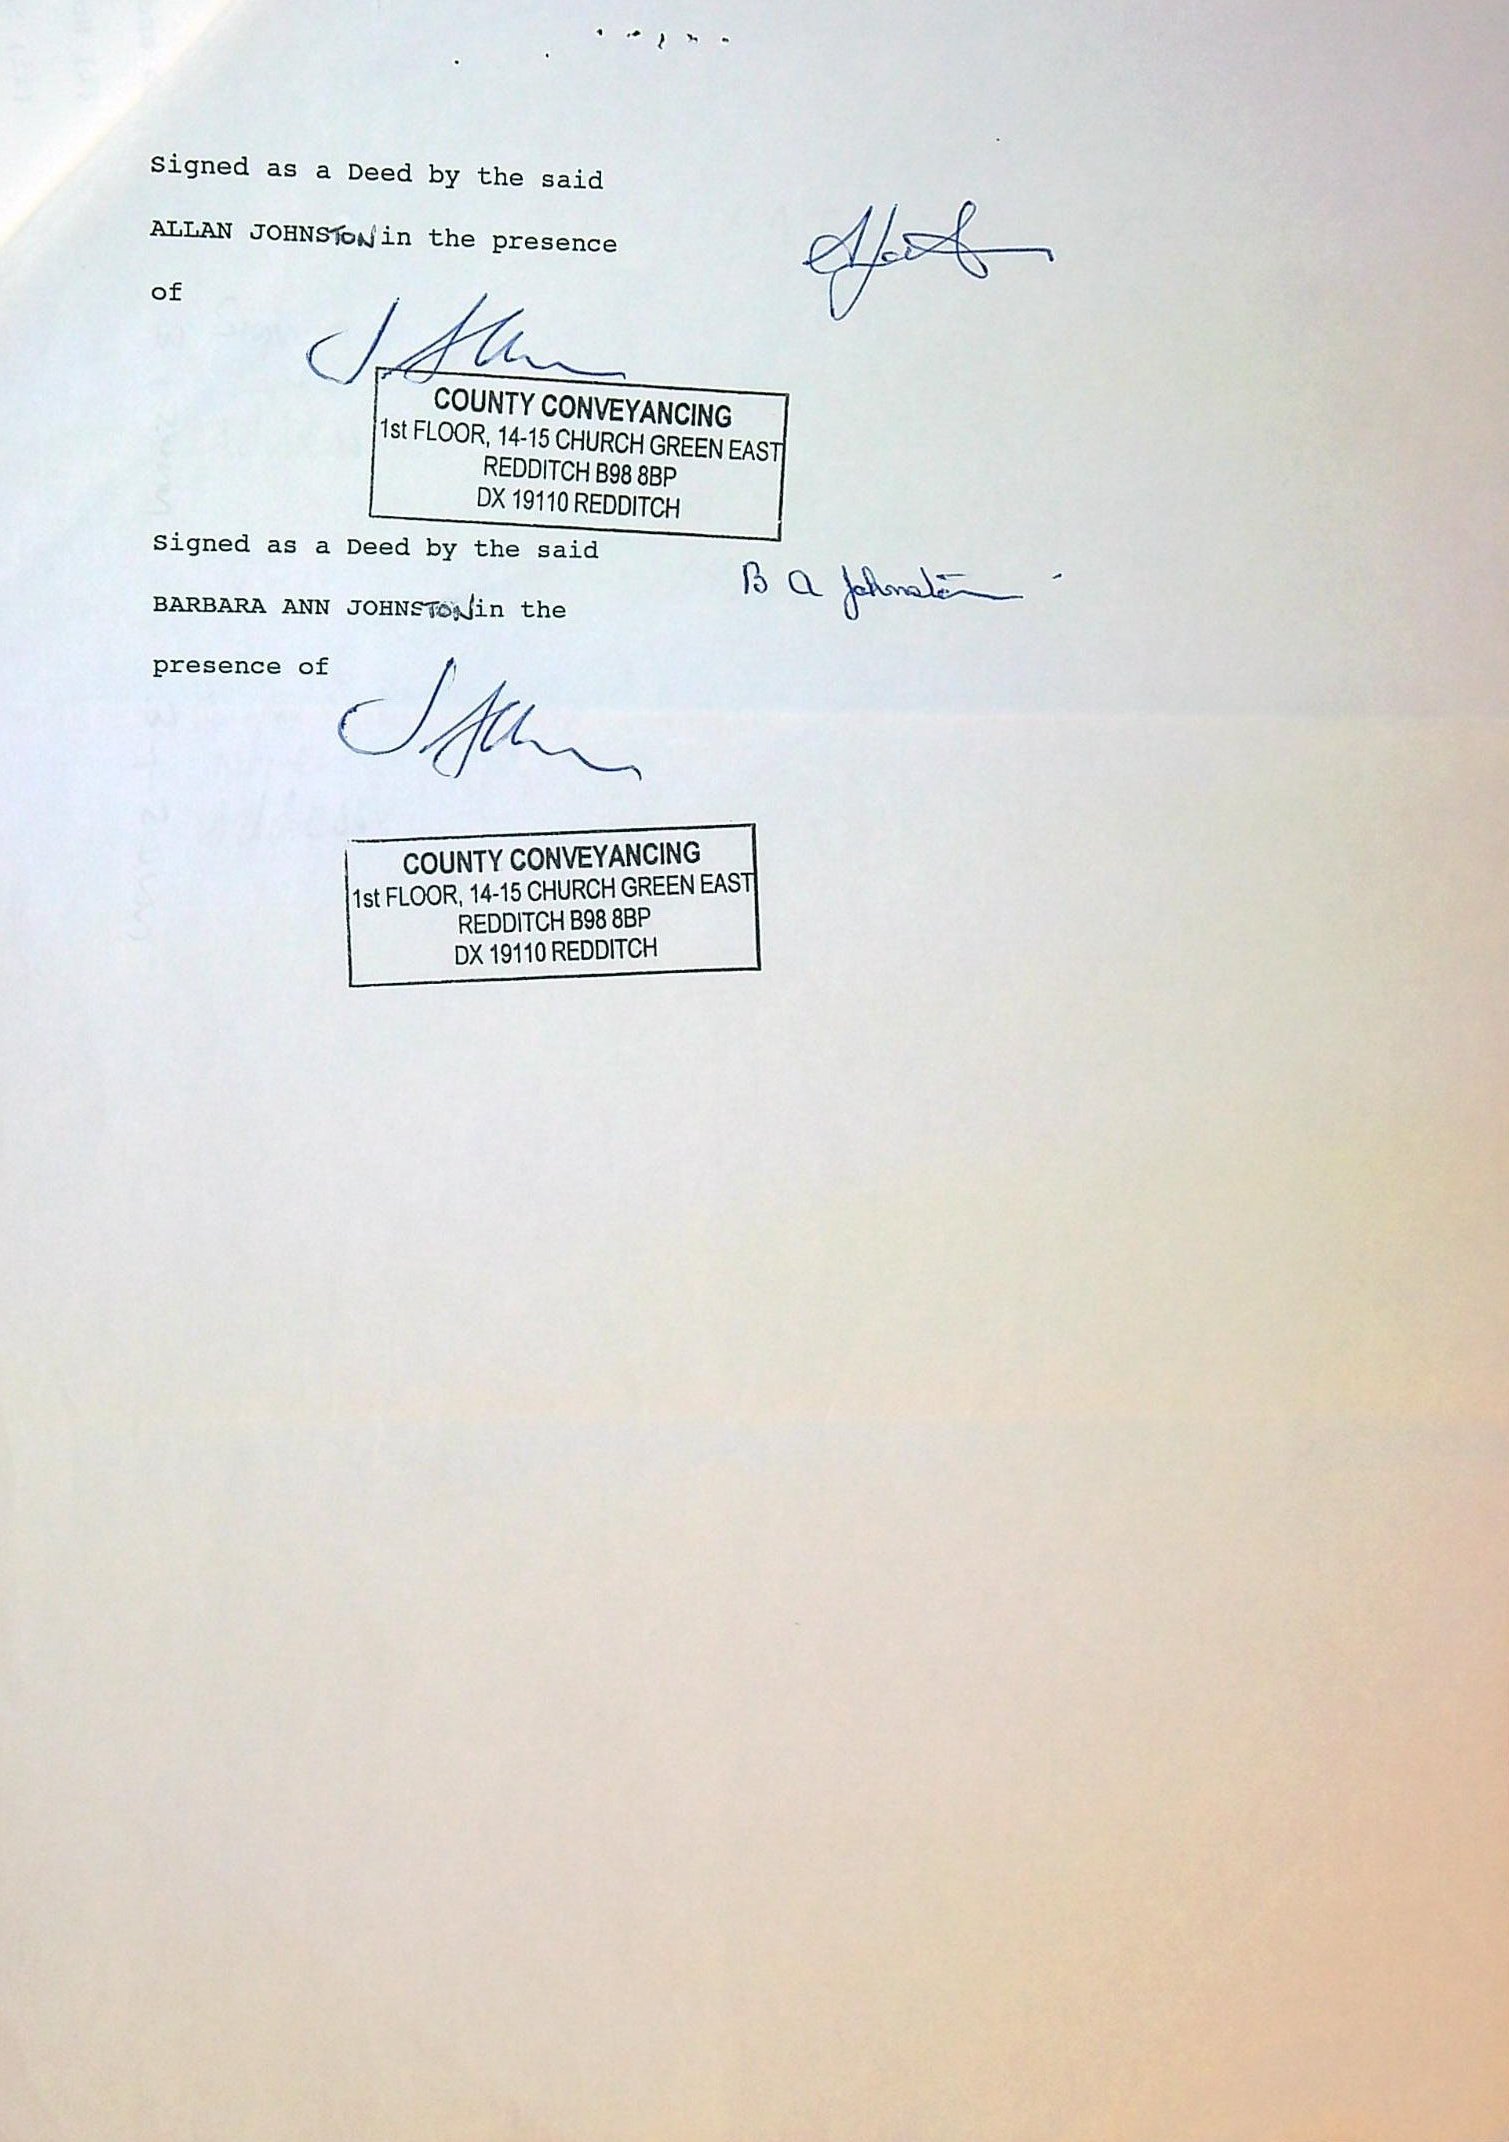 Signed as a Deed by the said
ALLAN JOHNSTON in the presence
of
COUNTY CONVEYANCING
1st FLOOR, 14-15 CHURCH GREEN EAST
REDDITCH B98 8BP
DX 19110 REDDITCH
Signed as a Deed by the said
B A Johnston
BARBARA ANN JOHNSTON in the
presence of
COUNTY CONVEYANCING
1st FLOOR, 14-15 CHURCH GREEN EAST
REDDITCH B98 8BP
DX 19110 REDDITCH